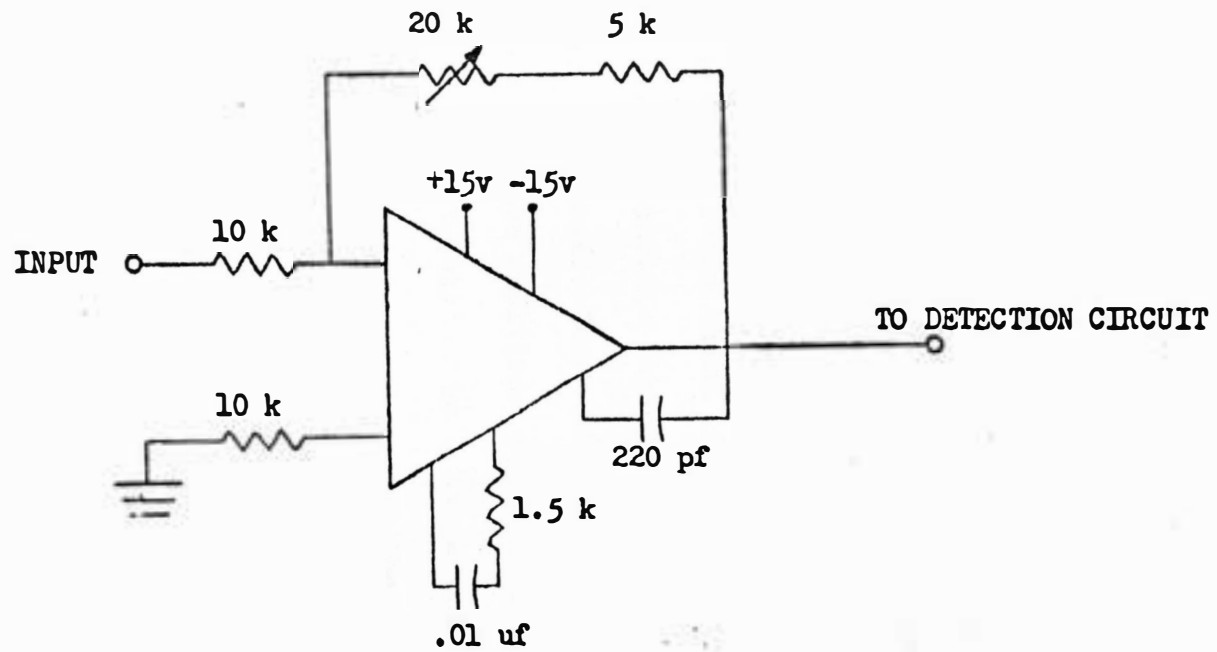 20 k
5 k
+15v -15v
10 k
INPUT
TO DETECTION CIRCUIT
10 k
220 pf
1.5 k
.01 uf